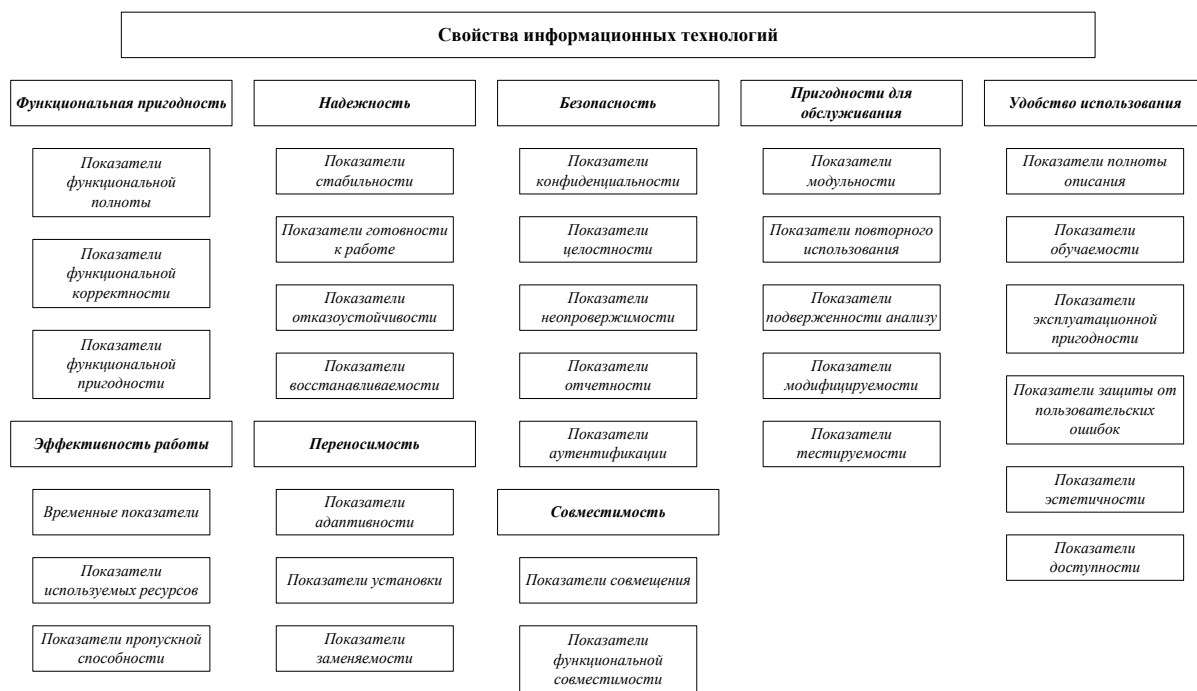 Свойства информационных технологий
Функциональная пригодность
Показатели
функциональной
полноты
Показатели
функциональной
корректности
Показатели
функциональной
пригодности
Эффективность работы
Временные показатели
Показатели
используемых ресурсов
Показатели пропускной
способности
Надежность
Показатели
стабильности
Показатели готовности
к работе
Показатели
отказоустойчивости
Показатели
восстанавливаемости
Переносимость
Показатели
адаптивности
Показатели установки
Показатели
заменяемости
Безопасность
Показатели
конфиденциальности
Показатели
целостности
Показатели
неопровержимости
Показатели
отчетности
Показатели
аутентификации
Совместимость
Показатели совмещения
Показатели
функциональной
совместимости
Пригодности для
обслуживания
Показатели
модульности
Показатели повторного
использования
Показатели
подверженности анализу
Показатели
модифицируемости
Показатели
тестируемости
Удобство использования
Показатели полноты
описания
Показатели
обучаемости
Показатели
эксплуатационной
пригодности
Показатели защиты от
пользовательских
ошибок
Показатели
эстетичности
Показатели
доступности